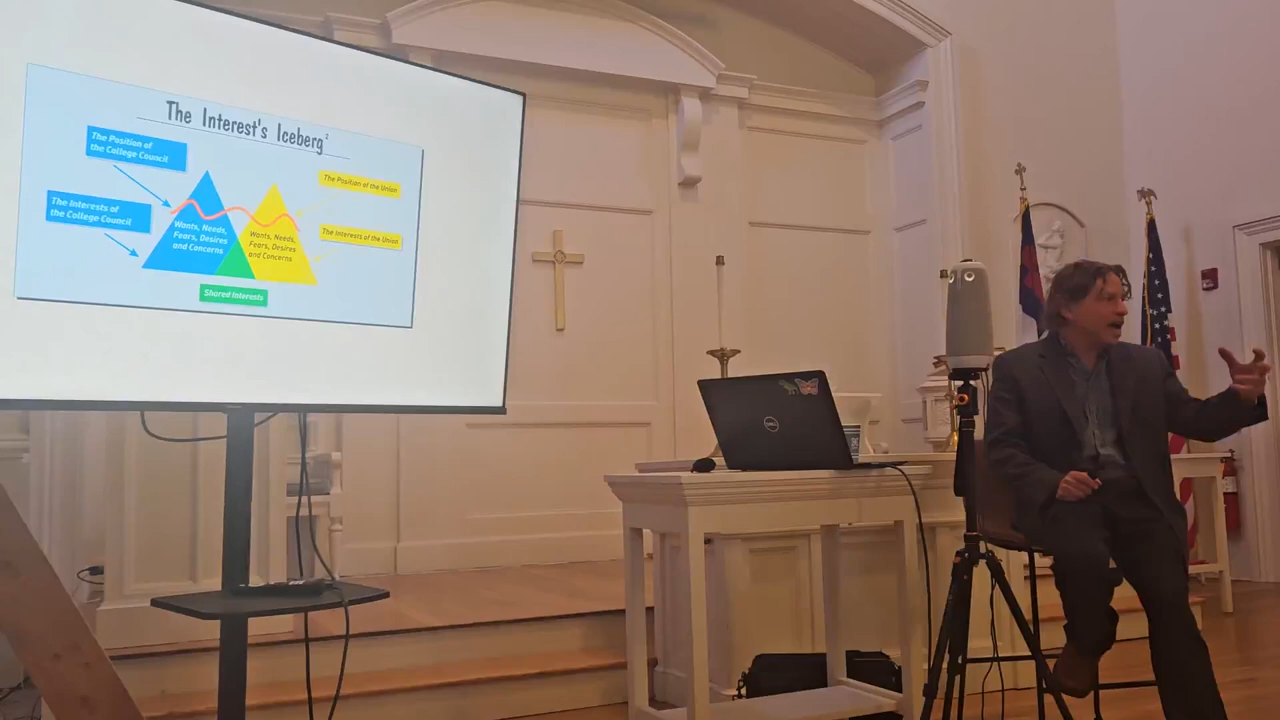 The Interest's Iceberg²
The Position of
the College Council
The Position of the Union
The Interests of
the College Council
The Interests of the Union
Wants, Needs,
Fears, Desires
and Concerns
Wants, Needs,
Fears, Desires
and Concerns
Shared Interests
DELL